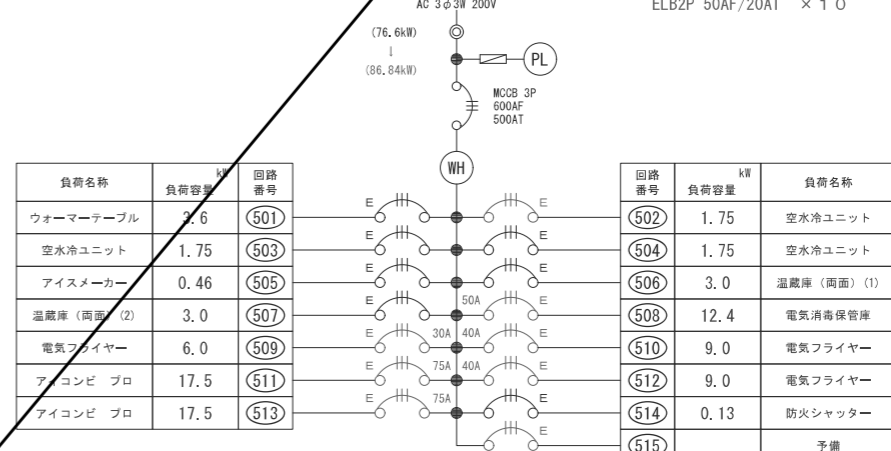 AC 3φ3W 200V
ELB2P 50AF/20AT ×10
(76.6kW)
↓
(86.84kW)
PL
MCCB 3P
600AF
500AT
WH
負荷名称 負荷容量 kW 回路番号
ウォーマーテーブル 3.6 501
空水冷ユニット 1.75 503
アイスメーカー 0.46 505
温蔵庫（両面）(2) 3.0 507
電気フライヤー 6.0 509
アイコンビ プロ 17.5 511
アイコンビ プロ 17.5 513
E E
E E
E E
E 50A E
E 30A 40A E
E 75A 40A E
E 75A E
E
回路番号 負荷容量 kW 負荷名称
502 1.75 空水冷ユニット
504 1.75 空水冷ユニット
506 3.0 温蔵庫（両面）(1)
508 12.4 電気消毒保管庫
510 9.0 電気フライヤー
512 9.0 電気フライヤー
514 0.13 防火シャッター
515 予備